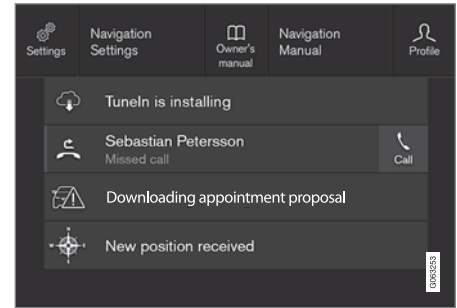 Settings
Navigation
Settings
Owner's
manual
Navigation
Manual
Profile
TuneIn is installing
Sebastian Petersson
Missed call
Call
Downloading appointment proposal
New position received
G063253